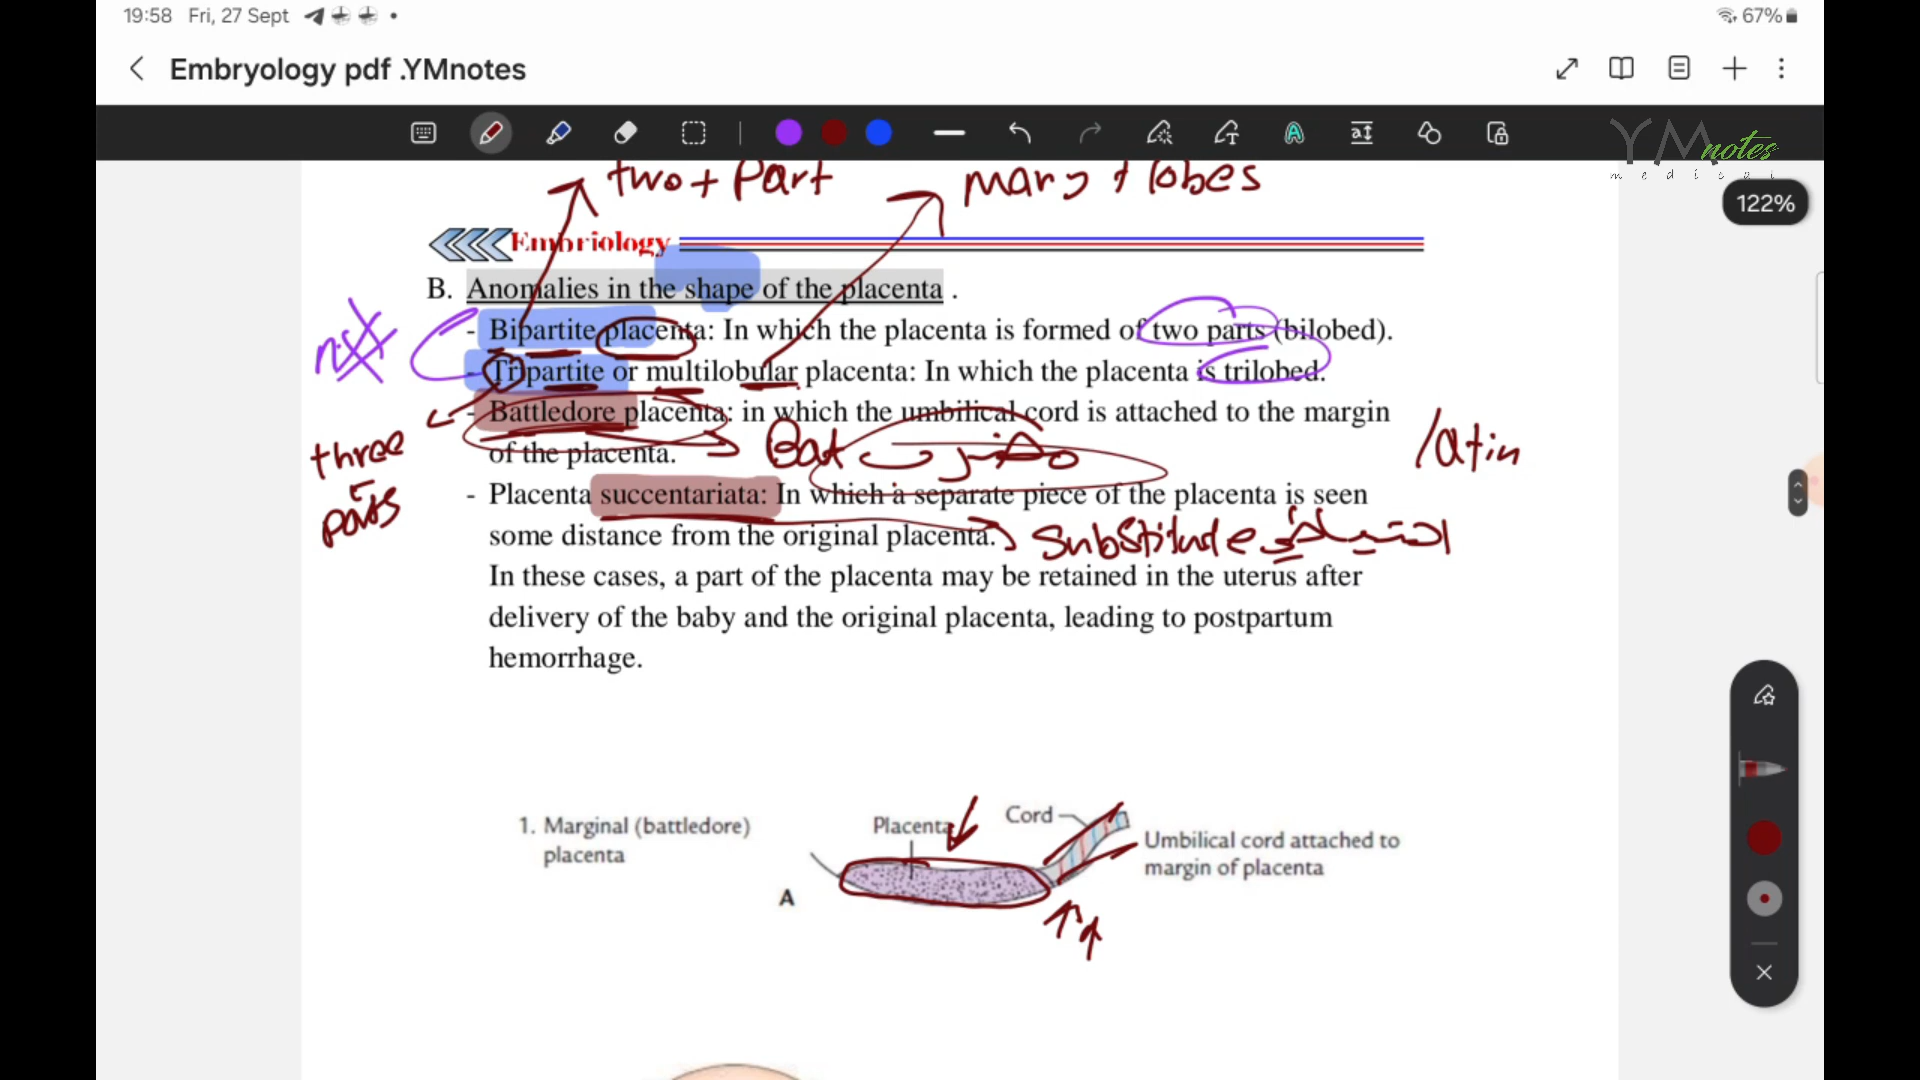 19:58 Fri, 27 Sept
67%
Embryology pdf .YMnotes
YMnotes
medical
122%
two + Part
many + lobes
Embriology
B. Anomalies in the shape of the placenta .
- Bipartite placenta: In which the placenta is formed of two parts (bilobed).
- Tripartite or multilobular placenta: In which the placenta is trilobed.
- Battledore placenta: in which the umbilical cord is attached to the margin
of the placenta.
Bat
latin
three
parts
- Placenta succentariata: In which a separate piece of the placenta is seen
some distance from the original placenta.
Substitude
In these cases, a part of the placenta may be retained in the uterus after
delivery of the baby and the original placenta, leading to postpartum
hemorrhage.
1. Marginal (battledore)
placenta
Placenta
Cord
Umbilical cord attached to
margin of placenta
A